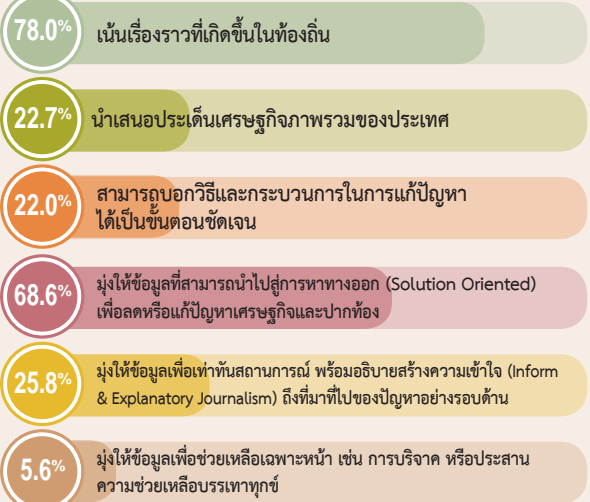 78.0% เน้นเรื่องราวที่เกิดขึ้นในท้องถิ่น
22.7% นำเสนอประเด็นเศรษฐกิจภาพรวมของประเทศ
22.0% สามารถบอกวิธีและกระบวนการในการแก้ปัญหา
ได้เป็นขั้นตอนชัดเจน
68.6% มุ่งให้ข้อมูลที่สามารถนำไปสู่การหาทางออก (Solution Oriented)
เพื่อลดหรือแก้ปัญหาเศรษฐกิจและปากท้อง
25.8% มุ่งให้ข้อมูลเพื่อเท่าทันสถานการณ์ พร้อมอธิบายสร้างความเข้าใจ (Inform
& Explanatory Journalism) ถึงที่มาที่ไปของปัญหาอย่างรอบด้าน
5.6% มุ่งให้ข้อมูลเพื่อช่วยเหลือเฉพาะหน้า เช่น การบริจาค หรือประสาน
ความช่วยเหลือบรรเทาทุกข์